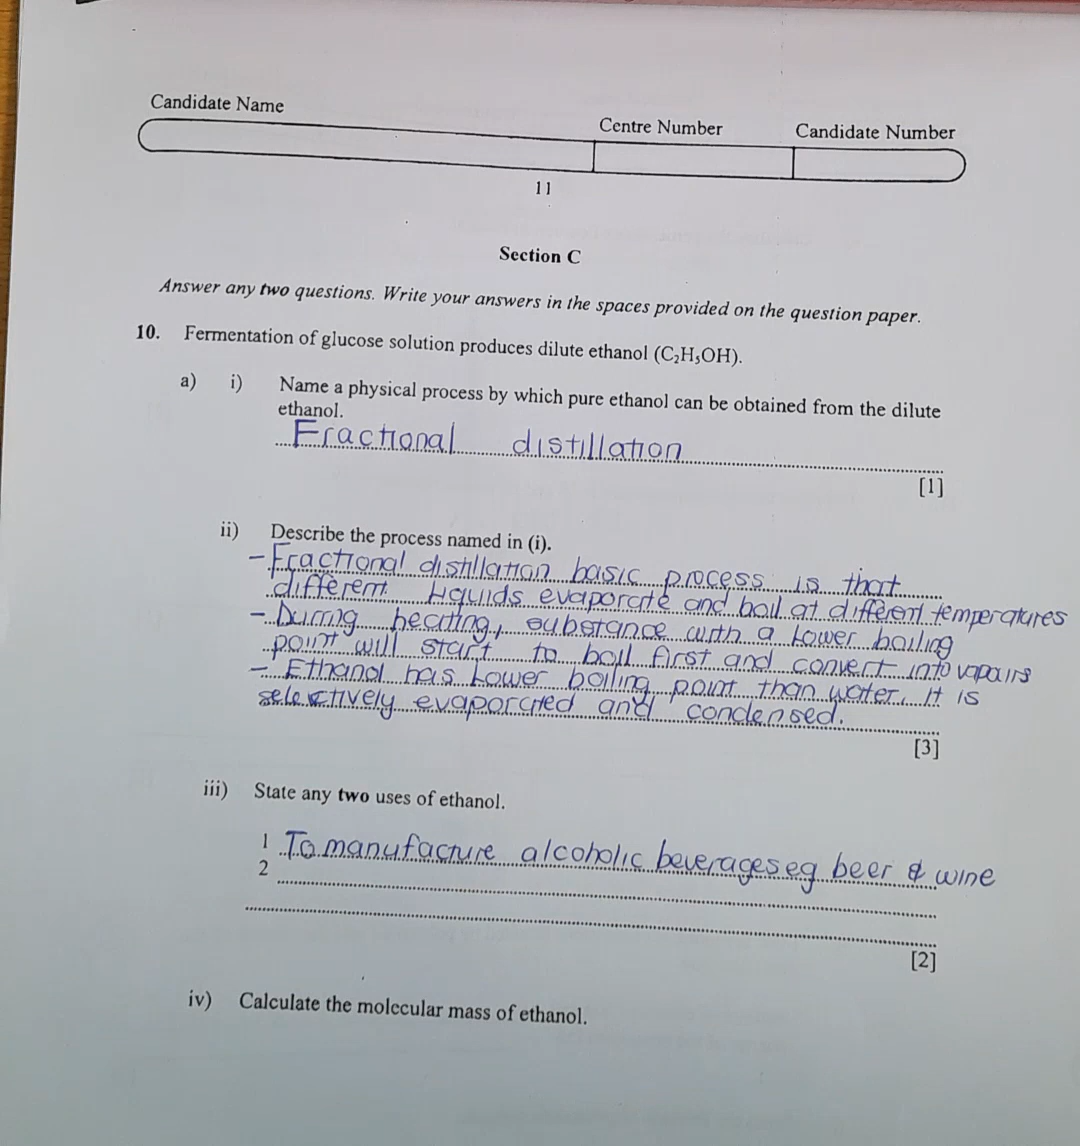 Candidate Name
Centre Number
Candidate Number
11
Section C
Answer any two questions. Write your answers in the spaces provided on the question paper.
10. Fermentation of glucose solution produces dilute ethanol (C₂H₅OH).
a) i) Name a physical process by which pure ethanol can be obtained from the dilute
ethanol.
Fractional distillation
[1]
ii) Describe the process named in (i).
- Fractional distillation basic process is that
different liquids evaporate and boil at different temperatures
- During heating, substance with a lower boiling
point will start to boil first and convert into vapours
- Ethanol has lower boiling point than water. It is
selectively evaporated and condensed.
[3]
iii) State any two uses of ethanol.
1 To manufacture alcoholic beverages eg beer & wine
2
[2]
iv) Calculate the molecular mass of ethanol.